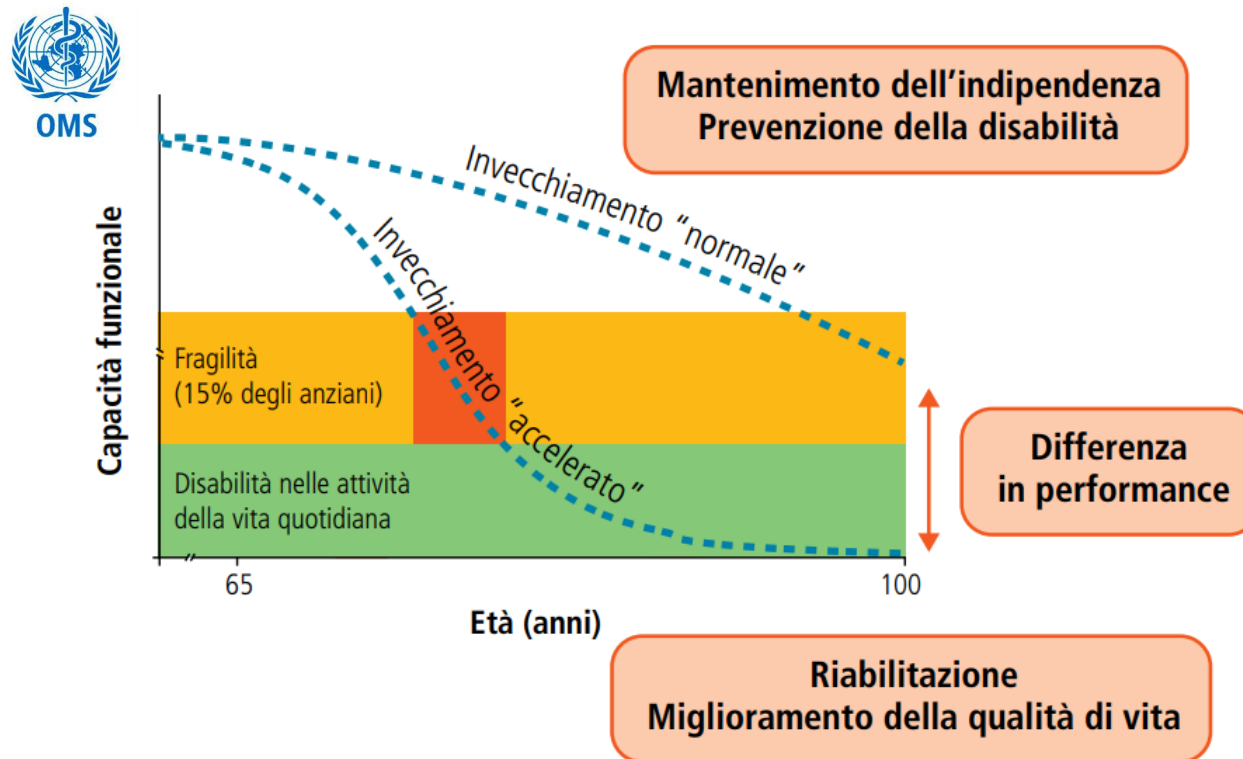 OMS
Mantenimento dell'indipendenza
Prevenzione della disabilità
Capacità funzionale
Invecchiamento "normale"
Invecchiamento "accelerato"
Fragilità
(15% degli anziani)
Disabilità nelle attività
della vita quotidiana
Differenza
in performance
65
100
Età (anni)
Riabilitazione
Miglioramento della qualità di vita